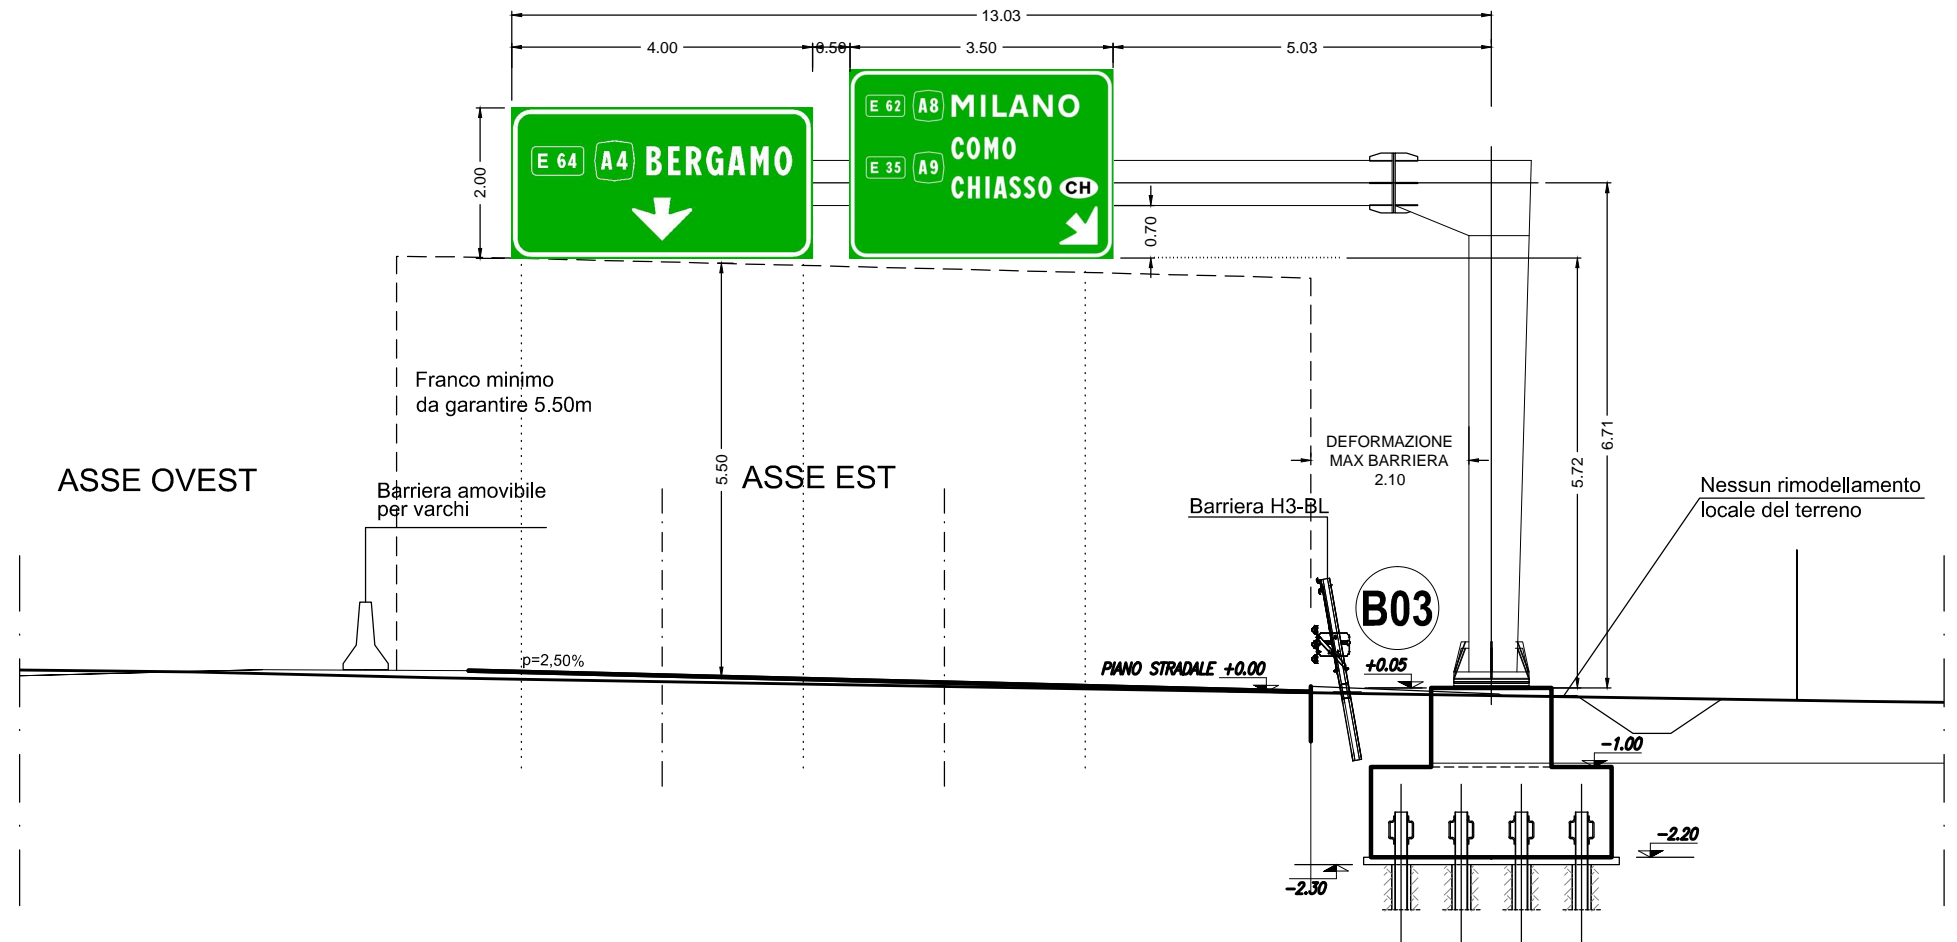 13.03
4.00
0.50
3.50
5.03
E 62 A8 MILANO
COMO
E 35 A9
CHIASSO CH
E 64 A4 BERGAMO
2.00
0.70
Franco minimo
da garantire 5.50m
DEFORMAZIONE
MAX BARRIERA
2.10
6.71
5.72
5.50
ASSE OVEST
ASSE EST
Barriera amovibile
per varchi
Barriera H3-BL
Nessun rimodellamento
locale del terreno
B03
p=2,50%
PIANO STRADALE +0.00
+0.05
-1.00
-2.20
-2.30